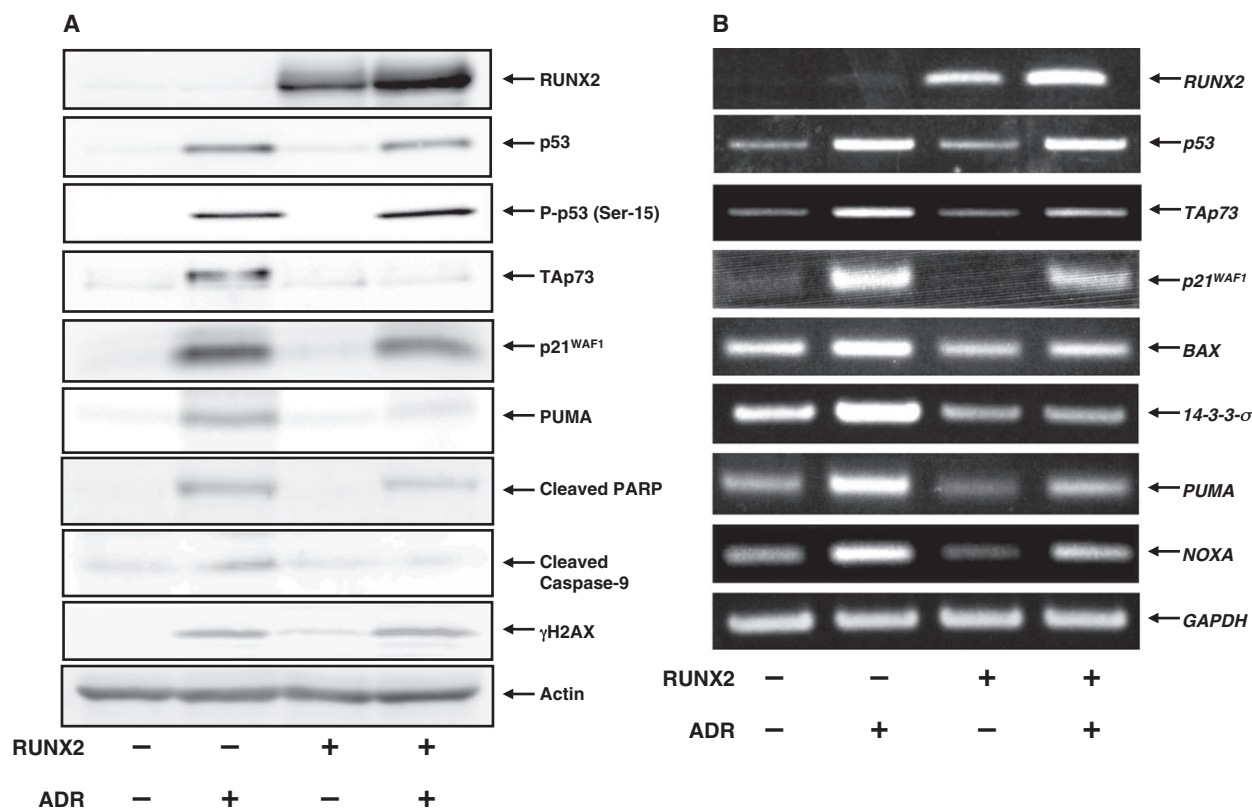 A
RUNX2
p53
P-p53 (Ser-15)
TAp73
p21WAF1
PUMA
Cleaved PARP
Cleaved
Caspase-9
γH2AX
Actin
RUNX2 – – + +
ADR – + – +
B
RUNX2
p53
TAp73
p21WAF1
BAX
14-3-3-σ
PUMA
NOXA
GAPDH
RUNX2 – – + +
ADR – + – +